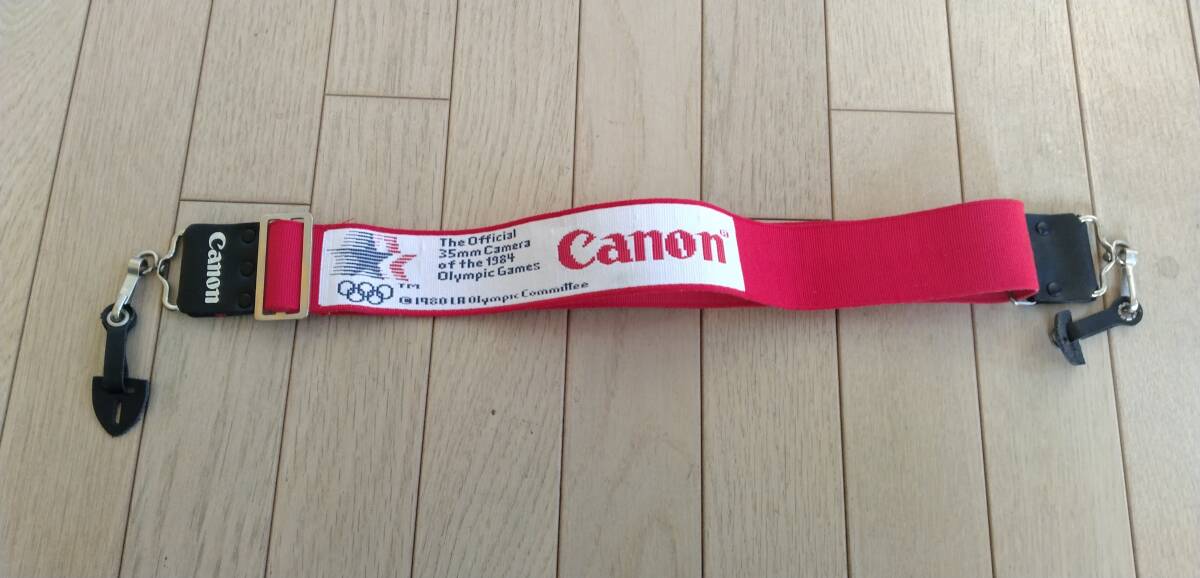 Canon
The Official
35mm Camera
of the 1984
Olympic Games
TM
© 1980 LA Olympic Committee
Canon®